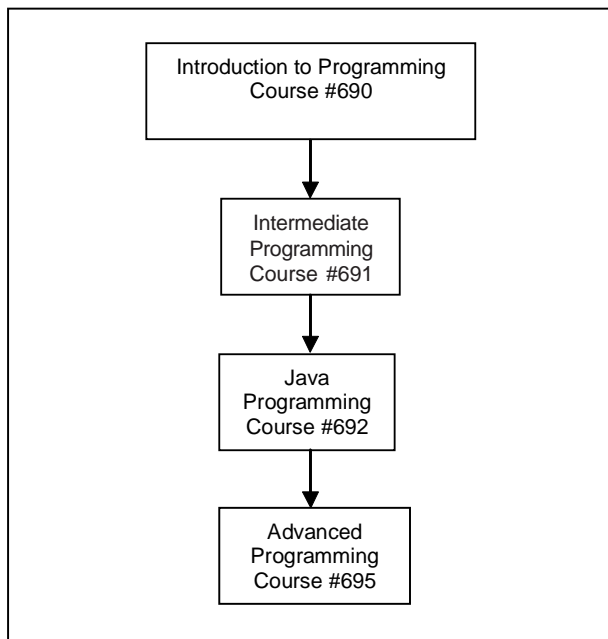 Introduction to Programming
Course #690
Intermediate
Programming
Course #691
Java
Programming
Course #692
Advanced
Programming
Course #695